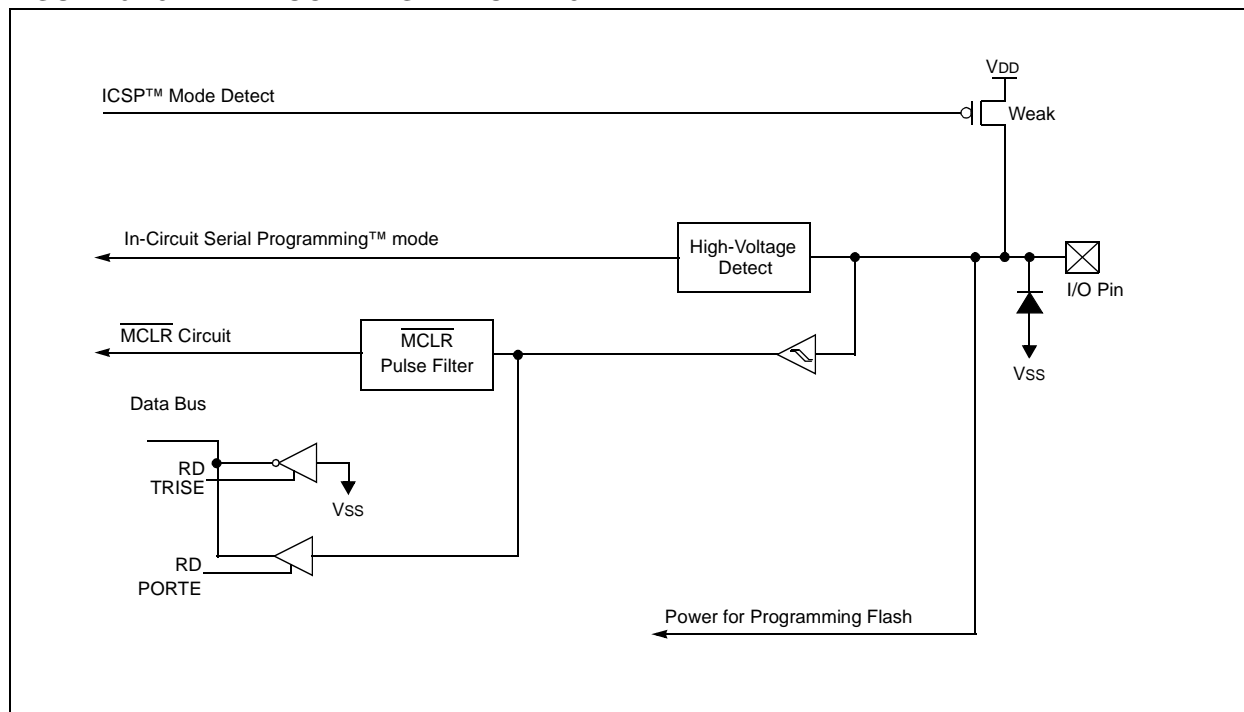 VDD
ICSP™ Mode Detect
Weak
In-Circuit Serial Programming™ mode
High-Voltage
Detect
I/O Pin
MCLR Circuit
MCLR
Pulse Filter
VSS
Data Bus
RD
TRISE
VSS
RD
PORTE
Power for Programming Flash